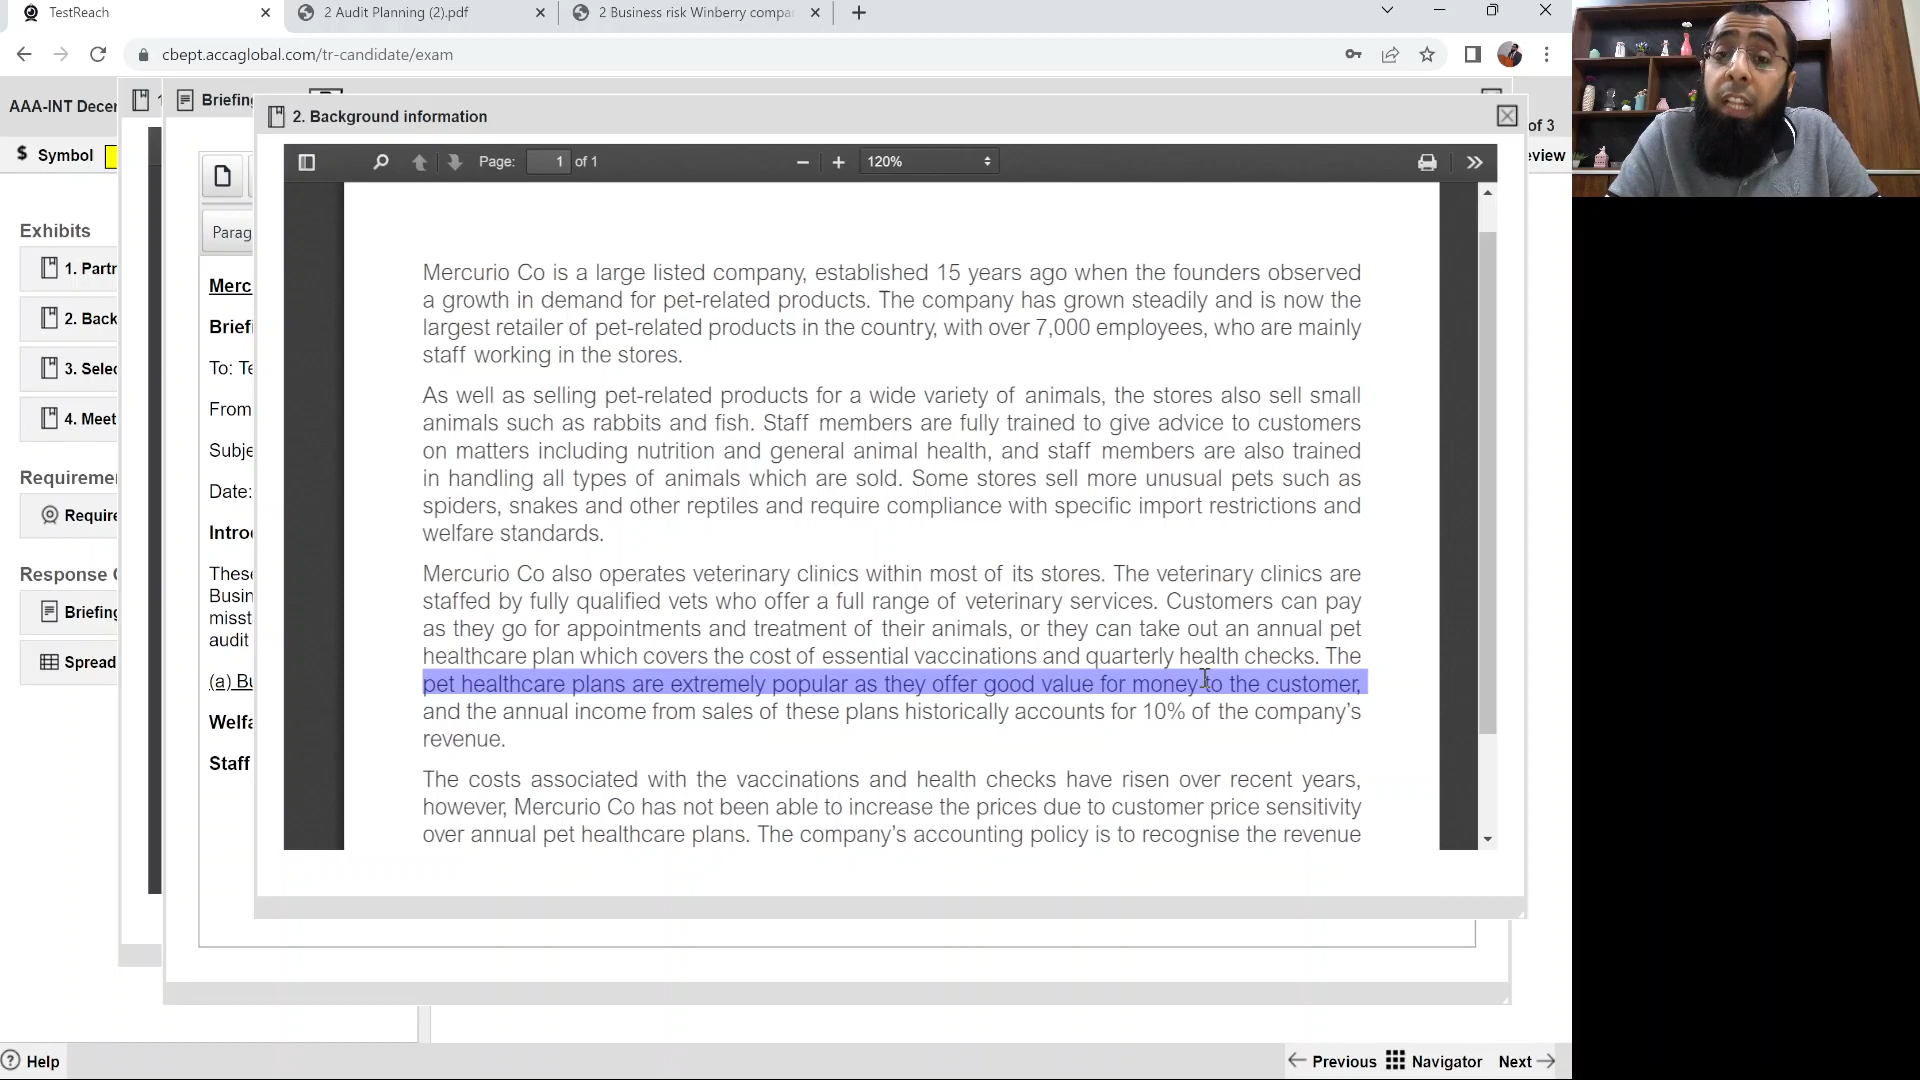 TestReach
2 Audit Planning (2).pdf
2 Business risk Winberry compa
cbept.accaglobal.com/tr-candidate/exam
AAA-INT Decem
Briefing
2. Background information
of 3
$ Symbol
eview
Page: 1 of 1
120%
Parag
Exhibits
1. Partn
2. Back
3. Selec
4. Meet
Requiremen
Require
Response O
Briefing
Spread
Merc
Briefi
To: Te
From
Subje
Date:
Introd
These
Busin
misst
audit
(a) Bu
Welfa
Staff
Mercurio Co is a large listed company, established 15 years ago when the founders observed
a growth in demand for pet-related products. The company has grown steadily and is now the
largest retailer of pet-related products in the country, with over 7,000 employees, who are mainly
staff working in the stores.
As well as selling pet-related products for a wide variety of animals, the stores also sell small
animals such as rabbits and fish. Staff members are fully trained to give advice to customers
on matters including nutrition and general animal health, and staff members are also trained
in handling all types of animals which are sold. Some stores sell more unusual pets such as
spiders, snakes and other reptiles and require compliance with specific import restrictions and
welfare standards.
Mercurio Co also operates veterinary clinics within most of its stores. The veterinary clinics are
staffed by fully qualified vets who offer a full range of veterinary services. Customers can pay
as they go for appointments and treatment of their animals, or they can take out an annual pet
healthcare plan which covers the cost of essential vaccinations and quarterly health checks. The
pet healthcare plans are extremely popular as they offer good value for money to the customer,
and the annual income from sales of these plans historically accounts for 10% of the company's
revenue.
The costs associated with the vaccinations and health checks have risen over recent years,
however, Mercurio Co has not been able to increase the prices due to customer price sensitivity
over annual pet healthcare plans. The company's accounting policy is to recognise the revenue
Help
Previous
Navigator
Next